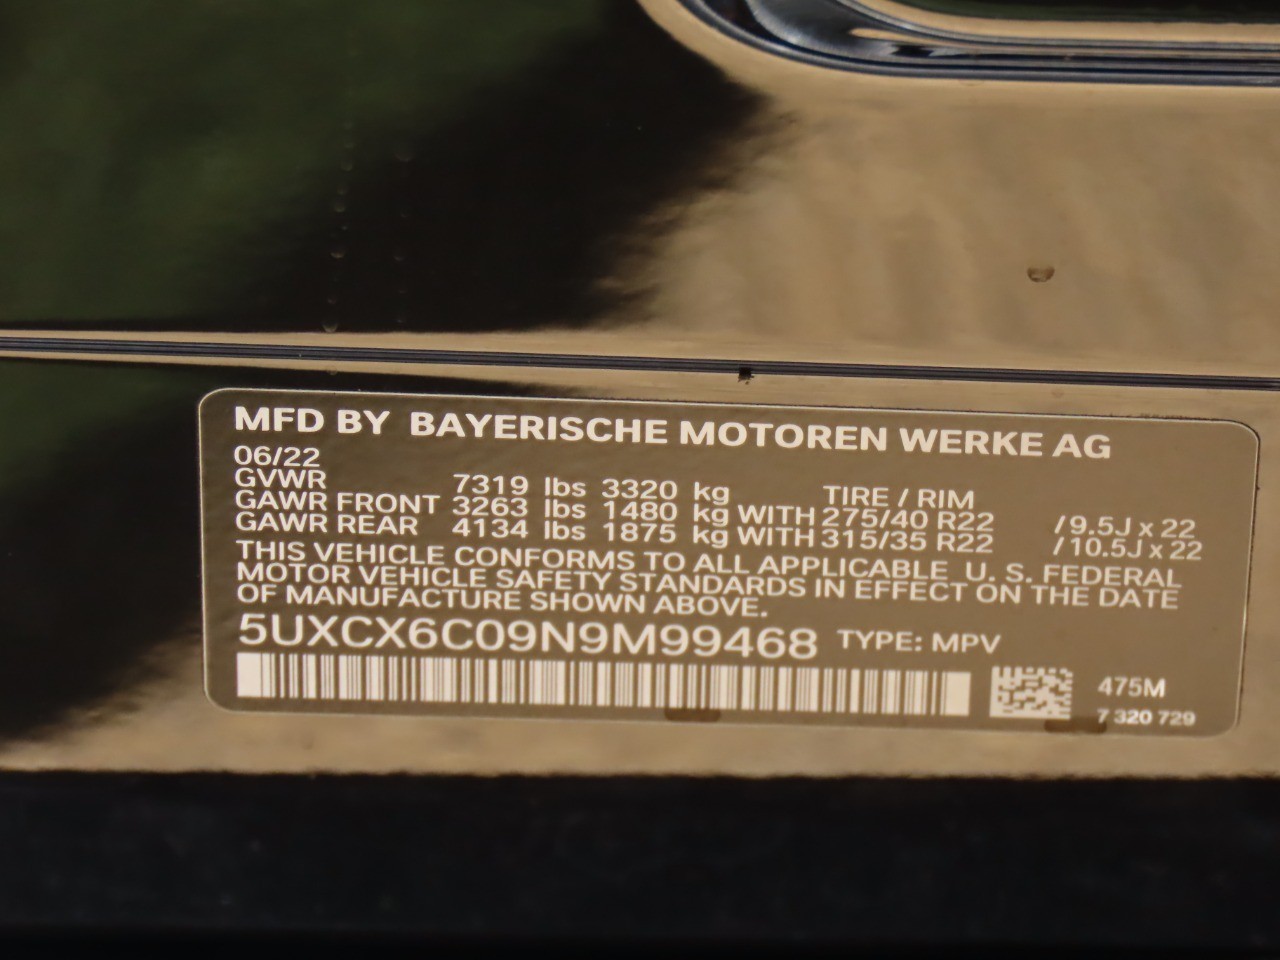 MFD BY BAYERISCHE MOTOREN WERKE AG
06/22
GVWR 7319 lbs 3320 kg TIRE / RIM
GAWR FRONT 3263 lbs 1480 kg WITH 275/40 R22 / 9.5J x 22
GAWR REAR 4134 lbs 1875 kg WITH 315/35 R22 / 10.5J x 22
THIS VEHICLE CONFORMS TO ALL APPLICABLE U. S. FEDERAL
MOTOR VEHICLE SAFETY STANDARDS IN EFFECT ON THE DATE
OF MANUFACTURE SHOWN ABOVE.
5UXCX6C09N9M99468 TYPE: MPV
475M
7 320 729